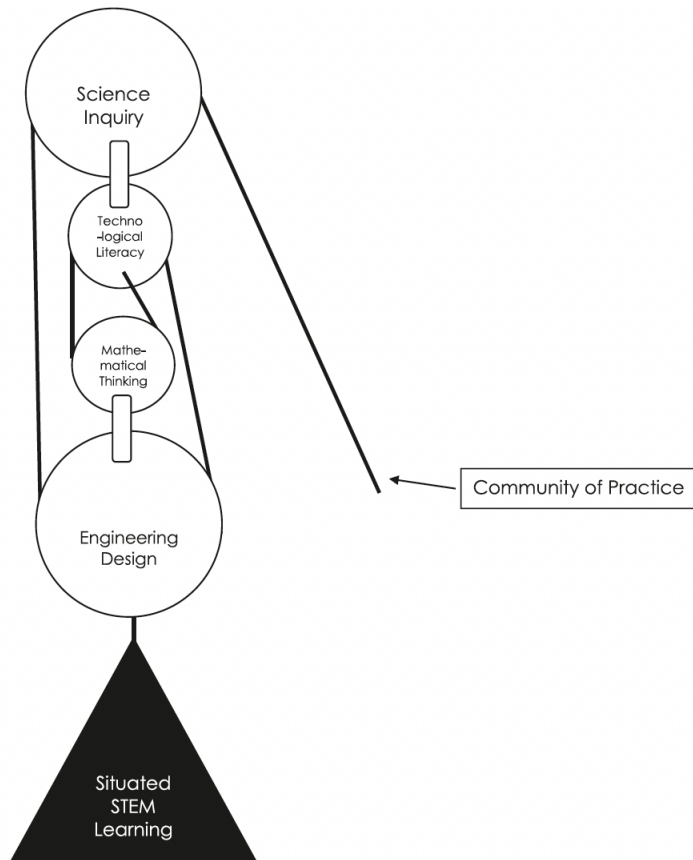 Science
Inquiry
Techno
-logical
Literacy
Mathe-
matical
Thinking
Community of Practice
Engineering
Design
Situated
STEM
Learning